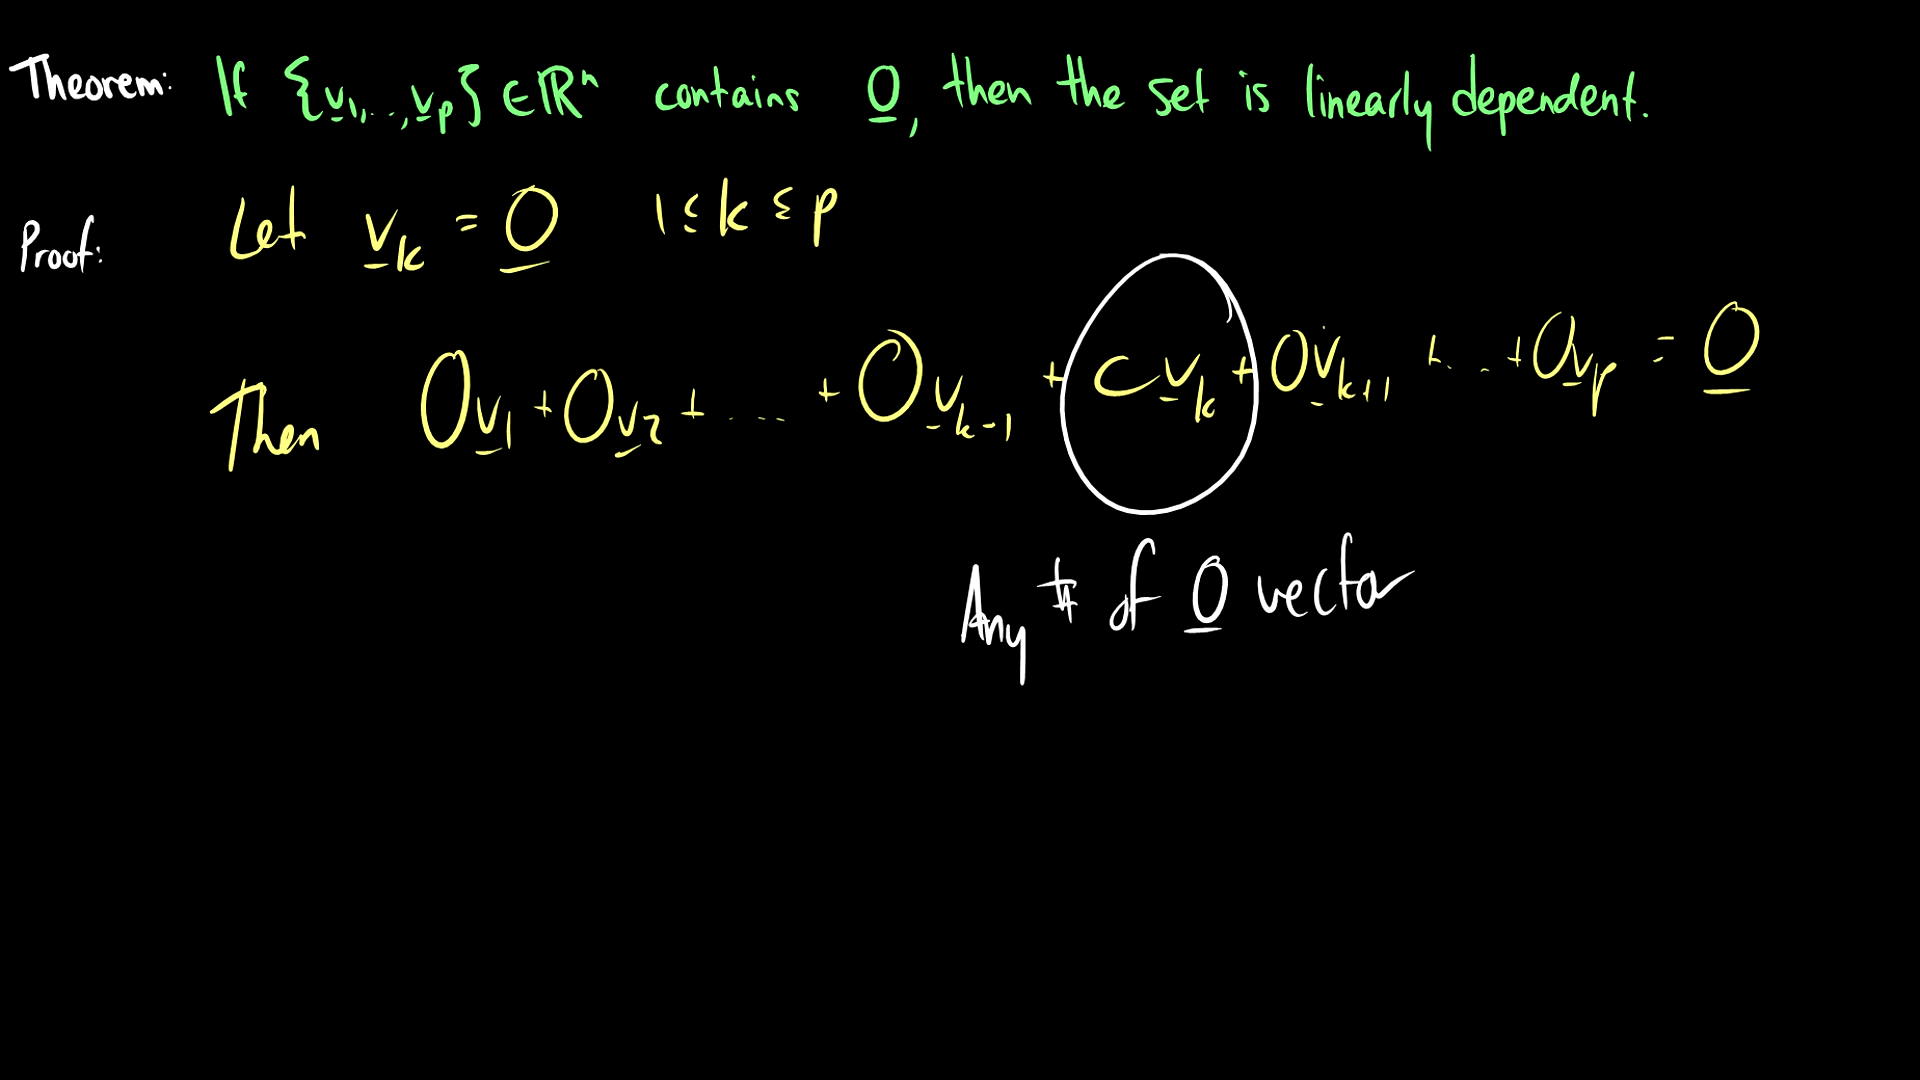 Theorem: If {v1,..,vp} ∈ ℝⁿ contains 0, then the set is linearly dependent.
Proof: Let vk = 0 1 ≤ k ≤ p
Then 0v1 + 0v2 + .... + 0vk-1 + cvk + 0vk+1 + ... + 0vp = 0
Any # of 0 vector